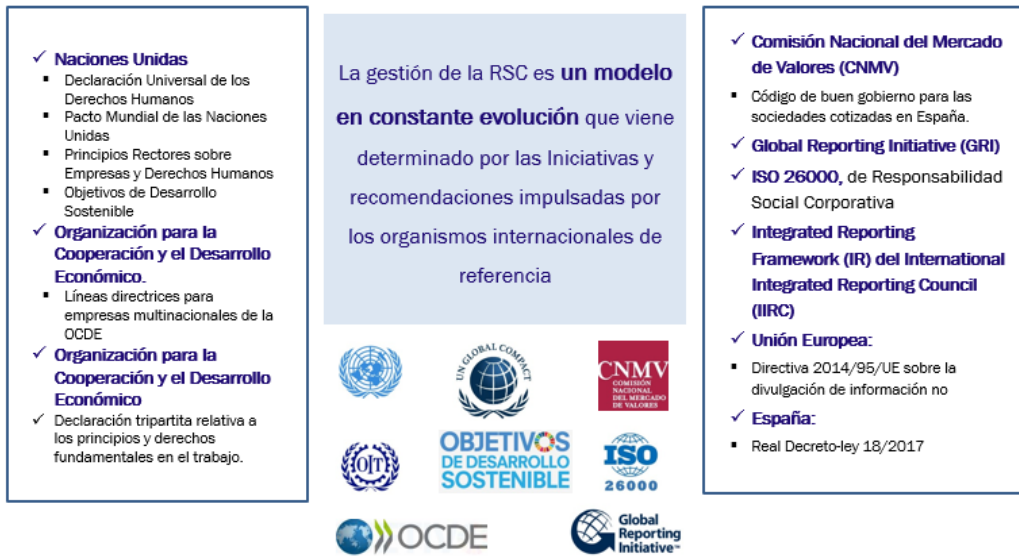 ✓ Naciones Unidas
▪ Declaración Universal de los
Derechos Humanos
▪ Pacto Mundial de las Naciones
Unidas
▪ Principios Rectores sobre
Empresas y Derechos Humanos
▪ Objetivos de Desarrollo
Sostenible
✓ Organización para la
Cooperación y el Desarrollo
Económico.
▪ Líneas directrices para
empresas multinacionales de la
OCDE
✓ Organización para la
Cooperación y el Desarrollo
Económico
✓ Declaración tripartita relativa a
los principios y derechos
fundamentales en el trabajo.
La gestión de la RSC es un modelo
en constante evolución que viene
determinado por las Iniciativas y
recomendaciones impulsadas por
los organismos internacionales de
referencia
UN GLOBAL COMPACT
CNMV
COMISIÓN
NACIONAL
DEL MERCADO
DE VALORES
OIT
OBJETIVOS
DE DESARROLLO
SOSTENIBLE
ISO
26000
OCDE
Global
Reporting
Initiative™
✓ Comisión Nacional del Mercado
de Valores (CNMV)
▪ Código de buen gobierno para las
sociedades cotizadas en España.
✓ Global Reporting Initiative (GRI)
✓ ISO 26000, de Responsabilidad
Social Corporativa
✓ Integrated Reporting
Framework (IR) del International
Integrated Reporting Council
(IIRC)
✓ Unión Europea:
▪ Directiva 2014/95/UE sobre la
divulgación de información no
✓ España:
▪ Real Decreto-ley 18/2017